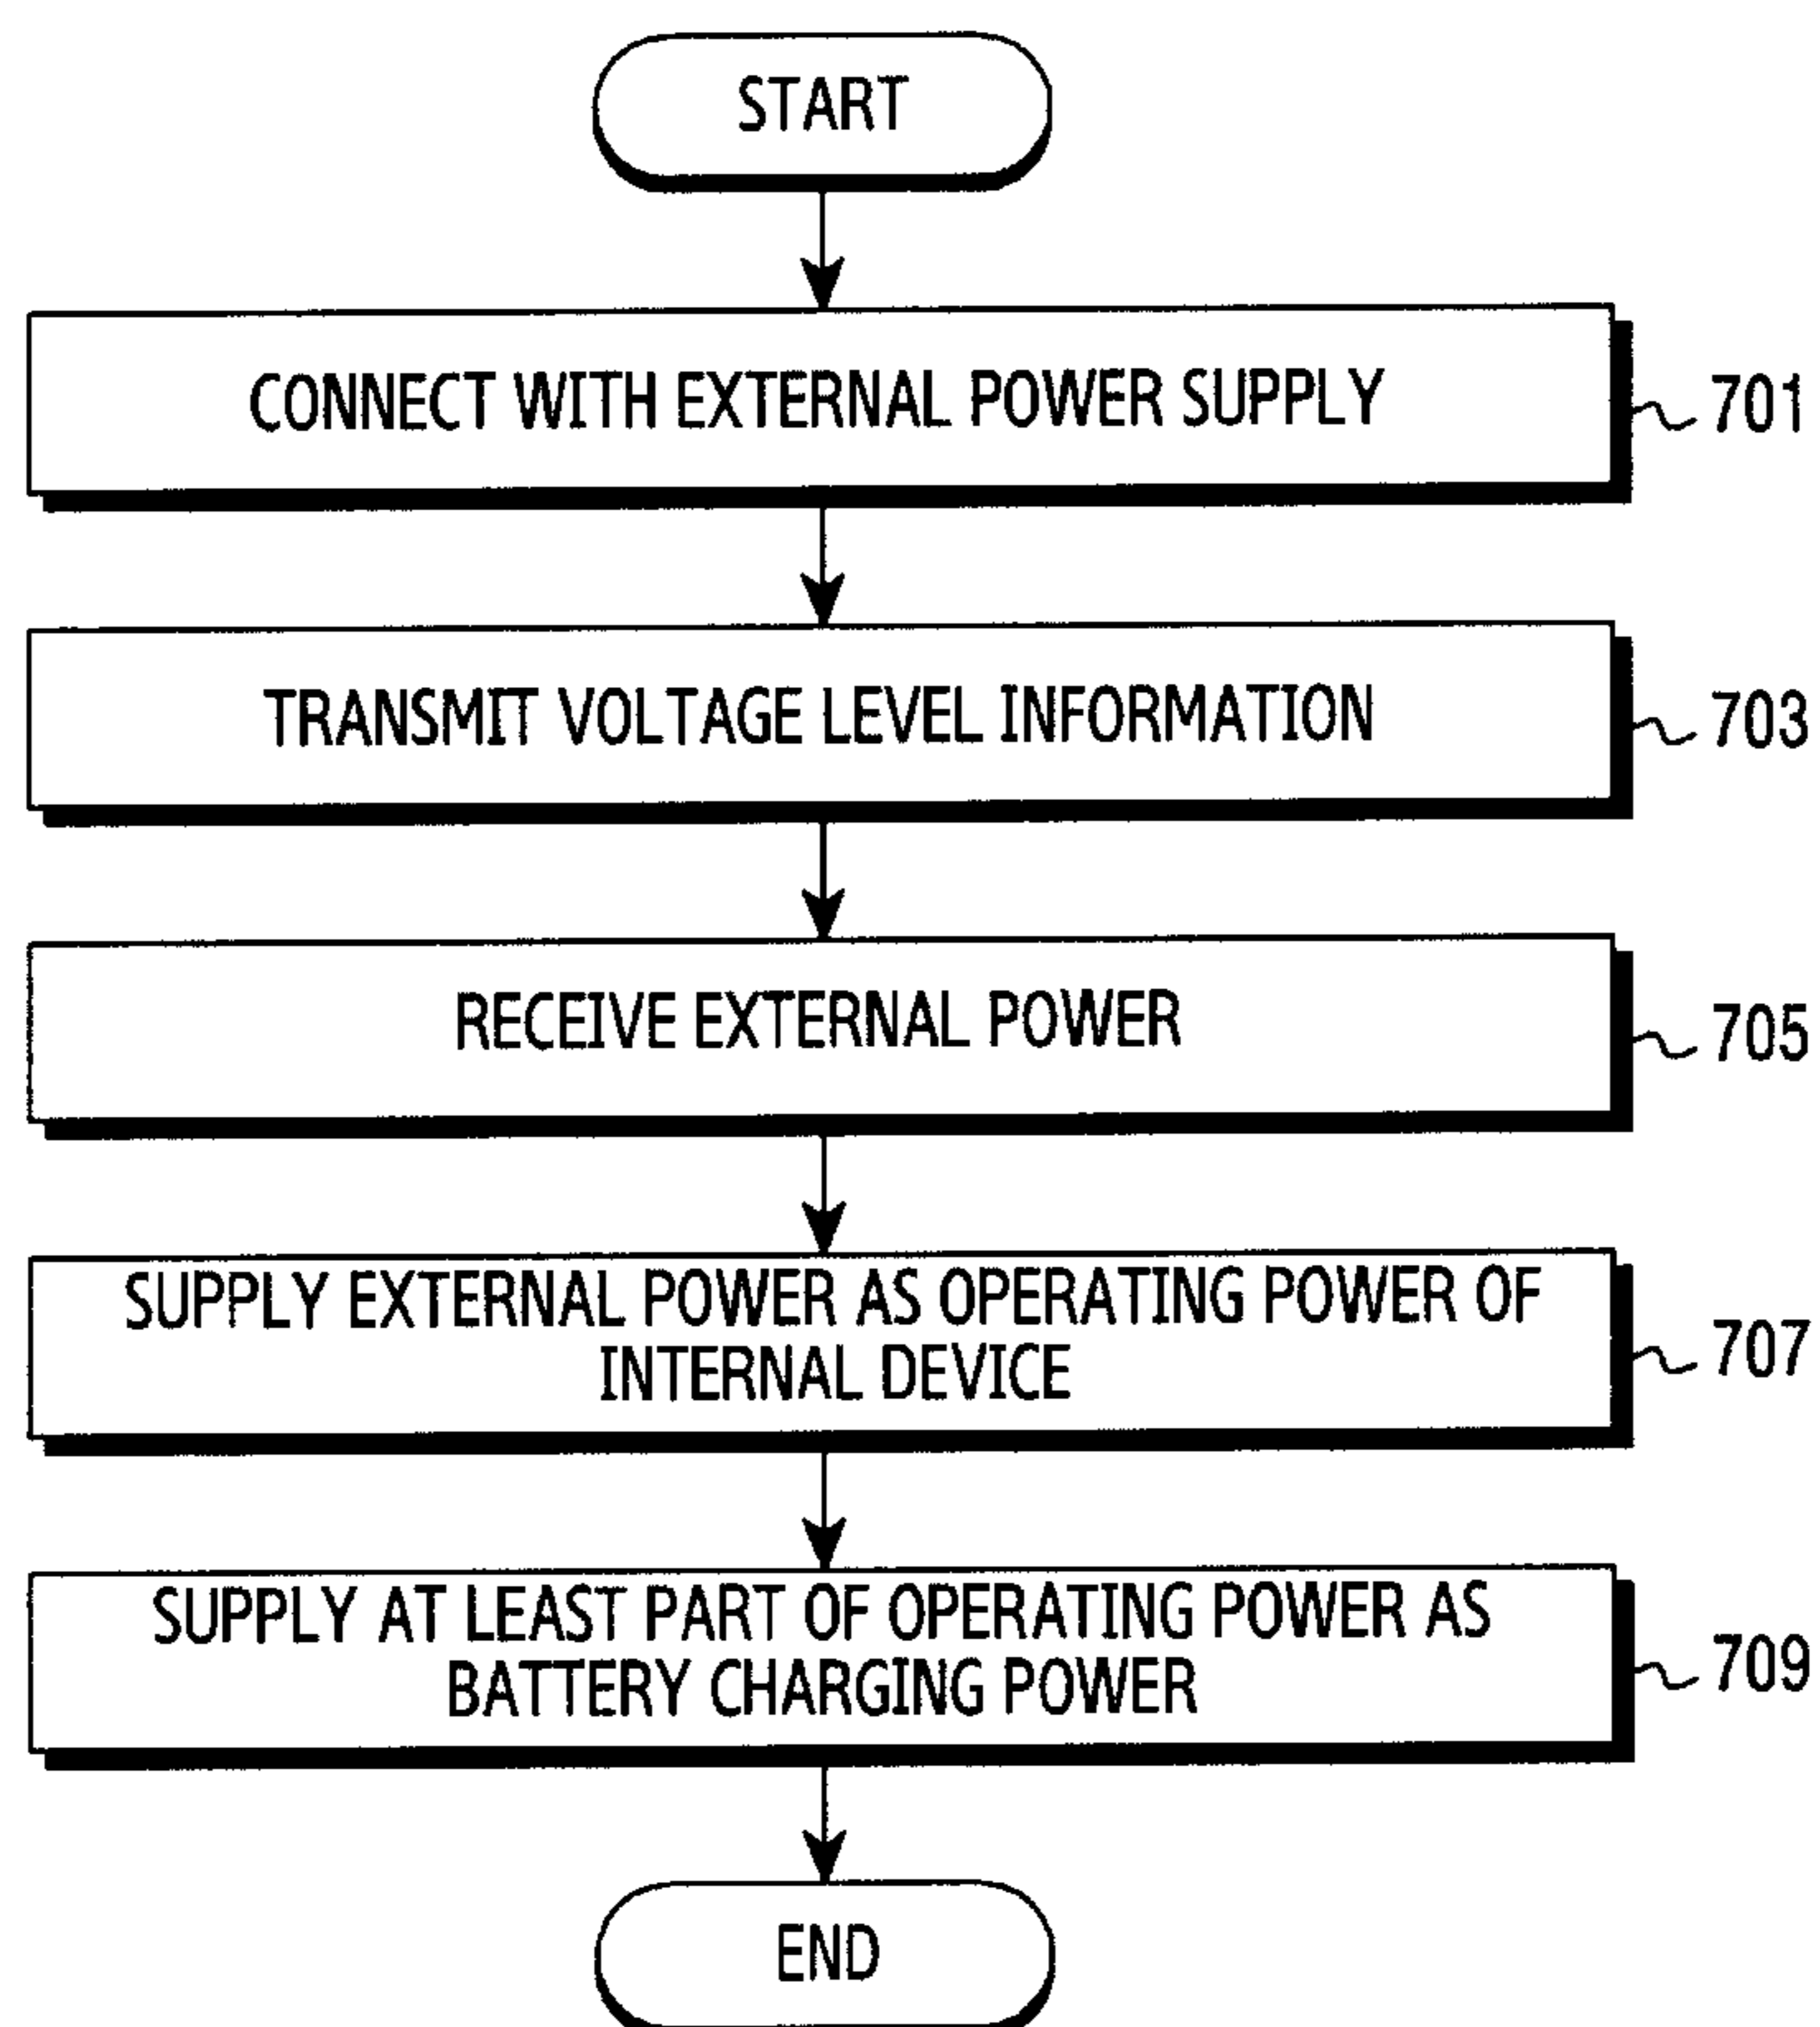 START
CONNECT WITH EXTERNAL POWER SUPPLY
701
TRANSMIT VOLTAGE LEVEL INFORMATION
703
RECEIVE EXTERNAL POWER
705
SUPPLY EXTERNAL POWER AS OPERATING POWER OF
INTERNAL DEVICE
707
SUPPLY AT LEAST PART OF OPERATING POWER AS
BATTERY CHARGING POWER
709
END